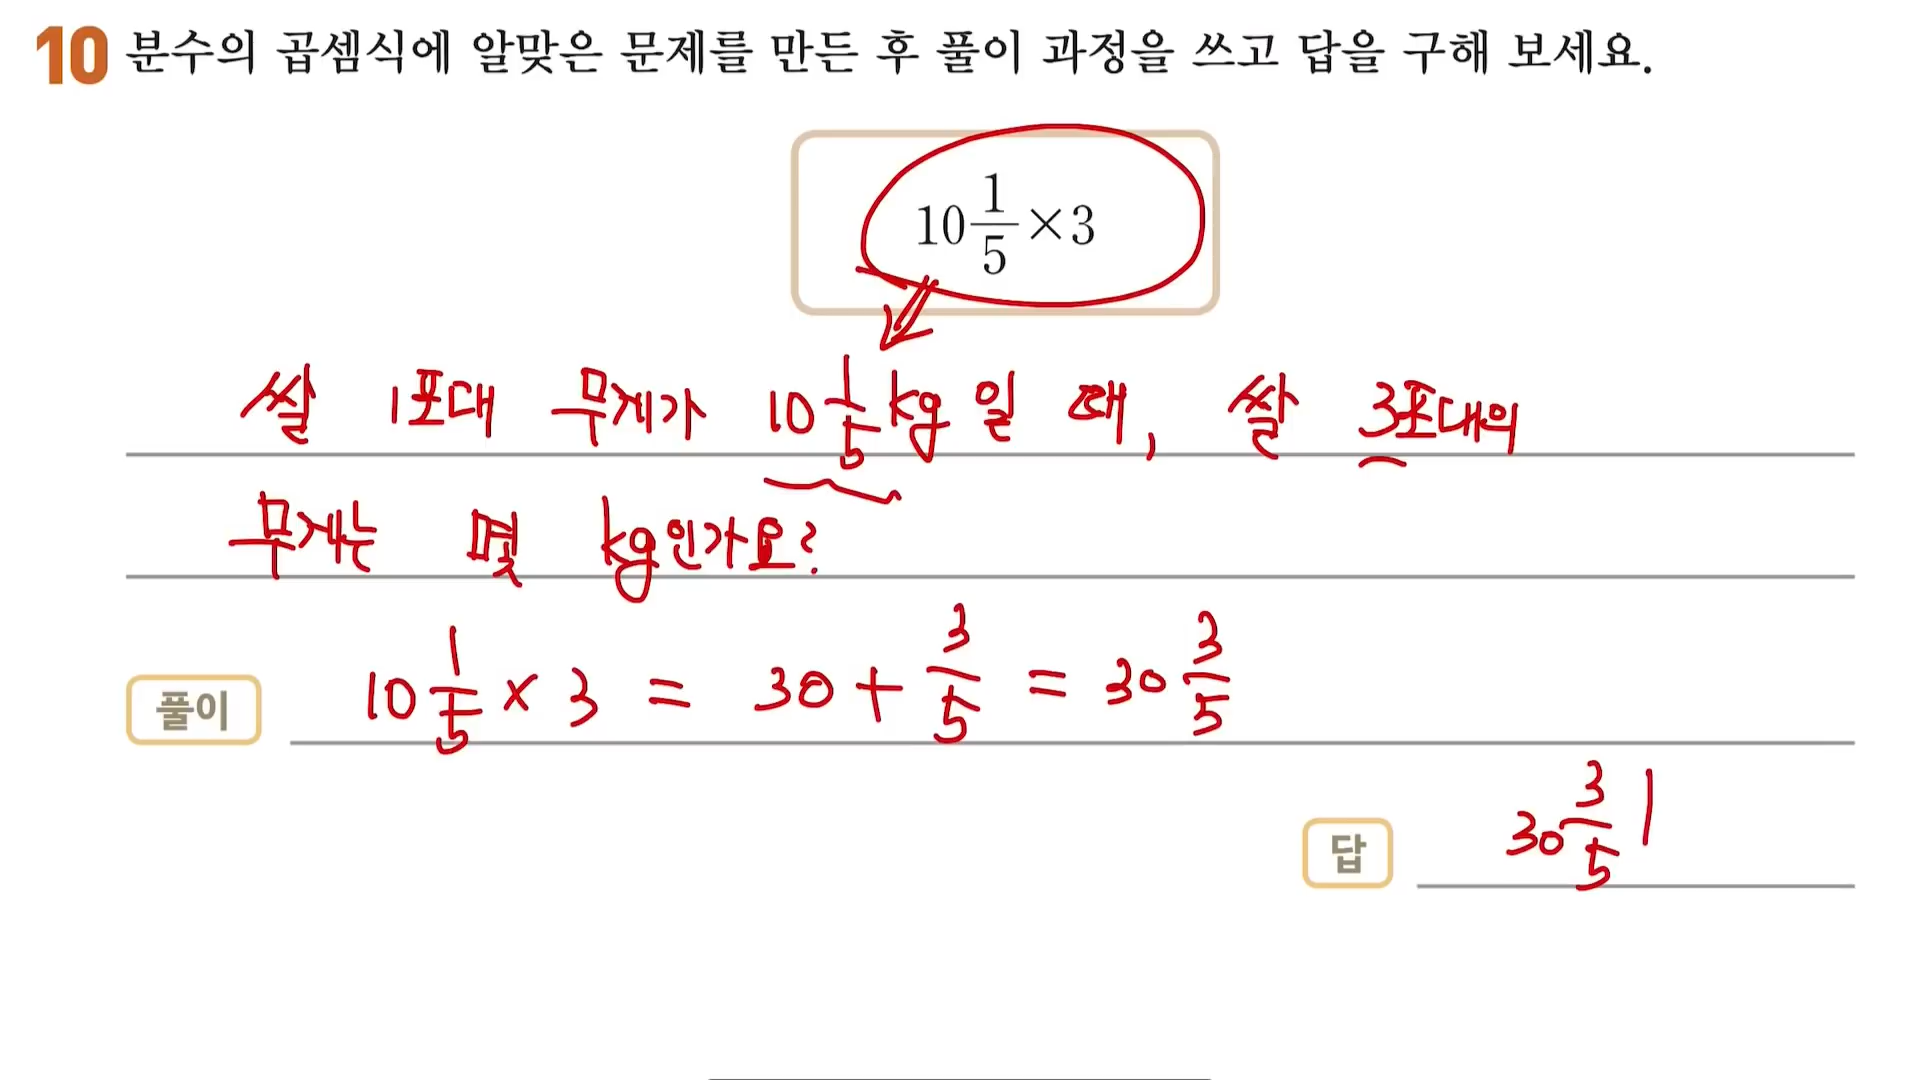 10 분수의 곱셈식에 알맞은 문제를 만든 후 풀이 과정을 쓰고 답을 구해 보세요.
10 1/5 × 3
쌀 1포대 무게가 10 1/5 kg일 때, 쌀 3포대의
무게는 몇 kg인가요?
풀이 10 1/5 × 3 = 30 + 3/5 = 30 3/5
답 30 3/5